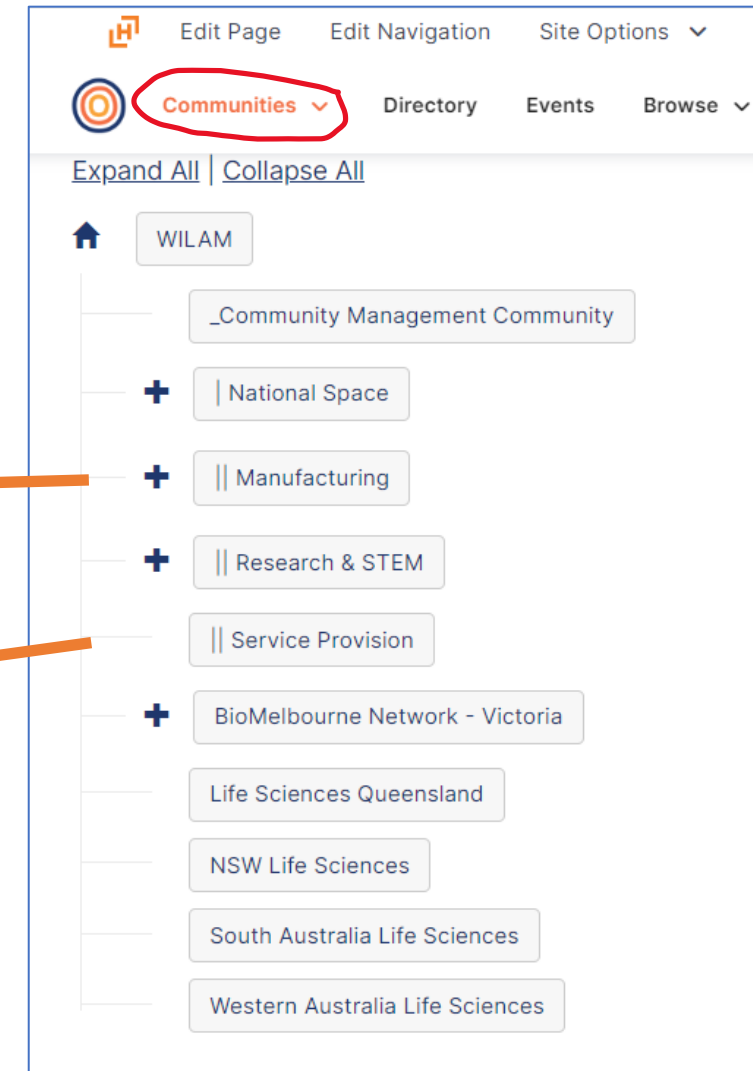 Edit Page Edit Navigation Site Options
Communities Directory Events Browse
Expand All | Collapse All
WILAM
_Community Management Community
| National Space
|| Manufacturing
|| Research & STEM
|| Service Provision
BioMelbourne Network - Victoria
Life Sciences Queensland
NSW Life Sciences
South Australia Life Sciences
Western Australia Life Sciences